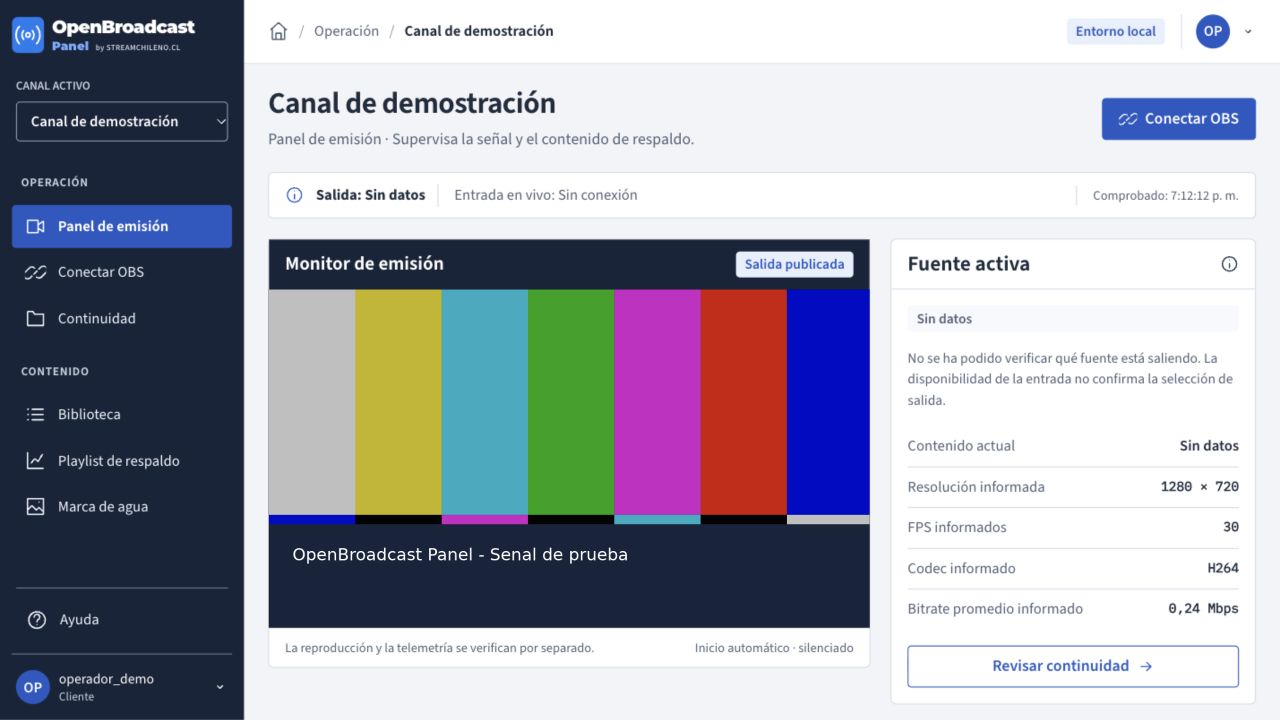 OpenBroadcast
Panel by STREAMCHILENO.CL
CANAL ACTIVO
Canal de demostración
OPERACIÓN
Panel de emisión
Conectar OBS
Continuidad
CONTENIDO
Biblioteca
Playlist de respaldo
Marca de agua
Ayuda
OP
operador_demo
Cliente
/ Operación / Canal de demostración
Entorno local
OP
Canal de demostración
Panel de emisión · Supervisa la señal y el contenido de respaldo.
Conectar OBS
Salida: Sin datos
Entrada en vivo: Sin conexión
Comprobado: 7:12:12 p. m.
Monitor de emisión
Salida publicada
OpenBroadcast Panel - Senal de prueba
La reproducción y la telemetría se verifican por separado.
Inicio automático · silenciado
Fuente activa
Sin datos
No se ha podido verificar qué fuente está saliendo. La
disponibilidad de la entrada no confirma la selección de
salida.
Contenido actual Sin datos
Resolución informada 1280 × 720
FPS informados 30
Codec informado H264
Bitrate promedio informado 0,24 Mbps
Revisar continuidad →